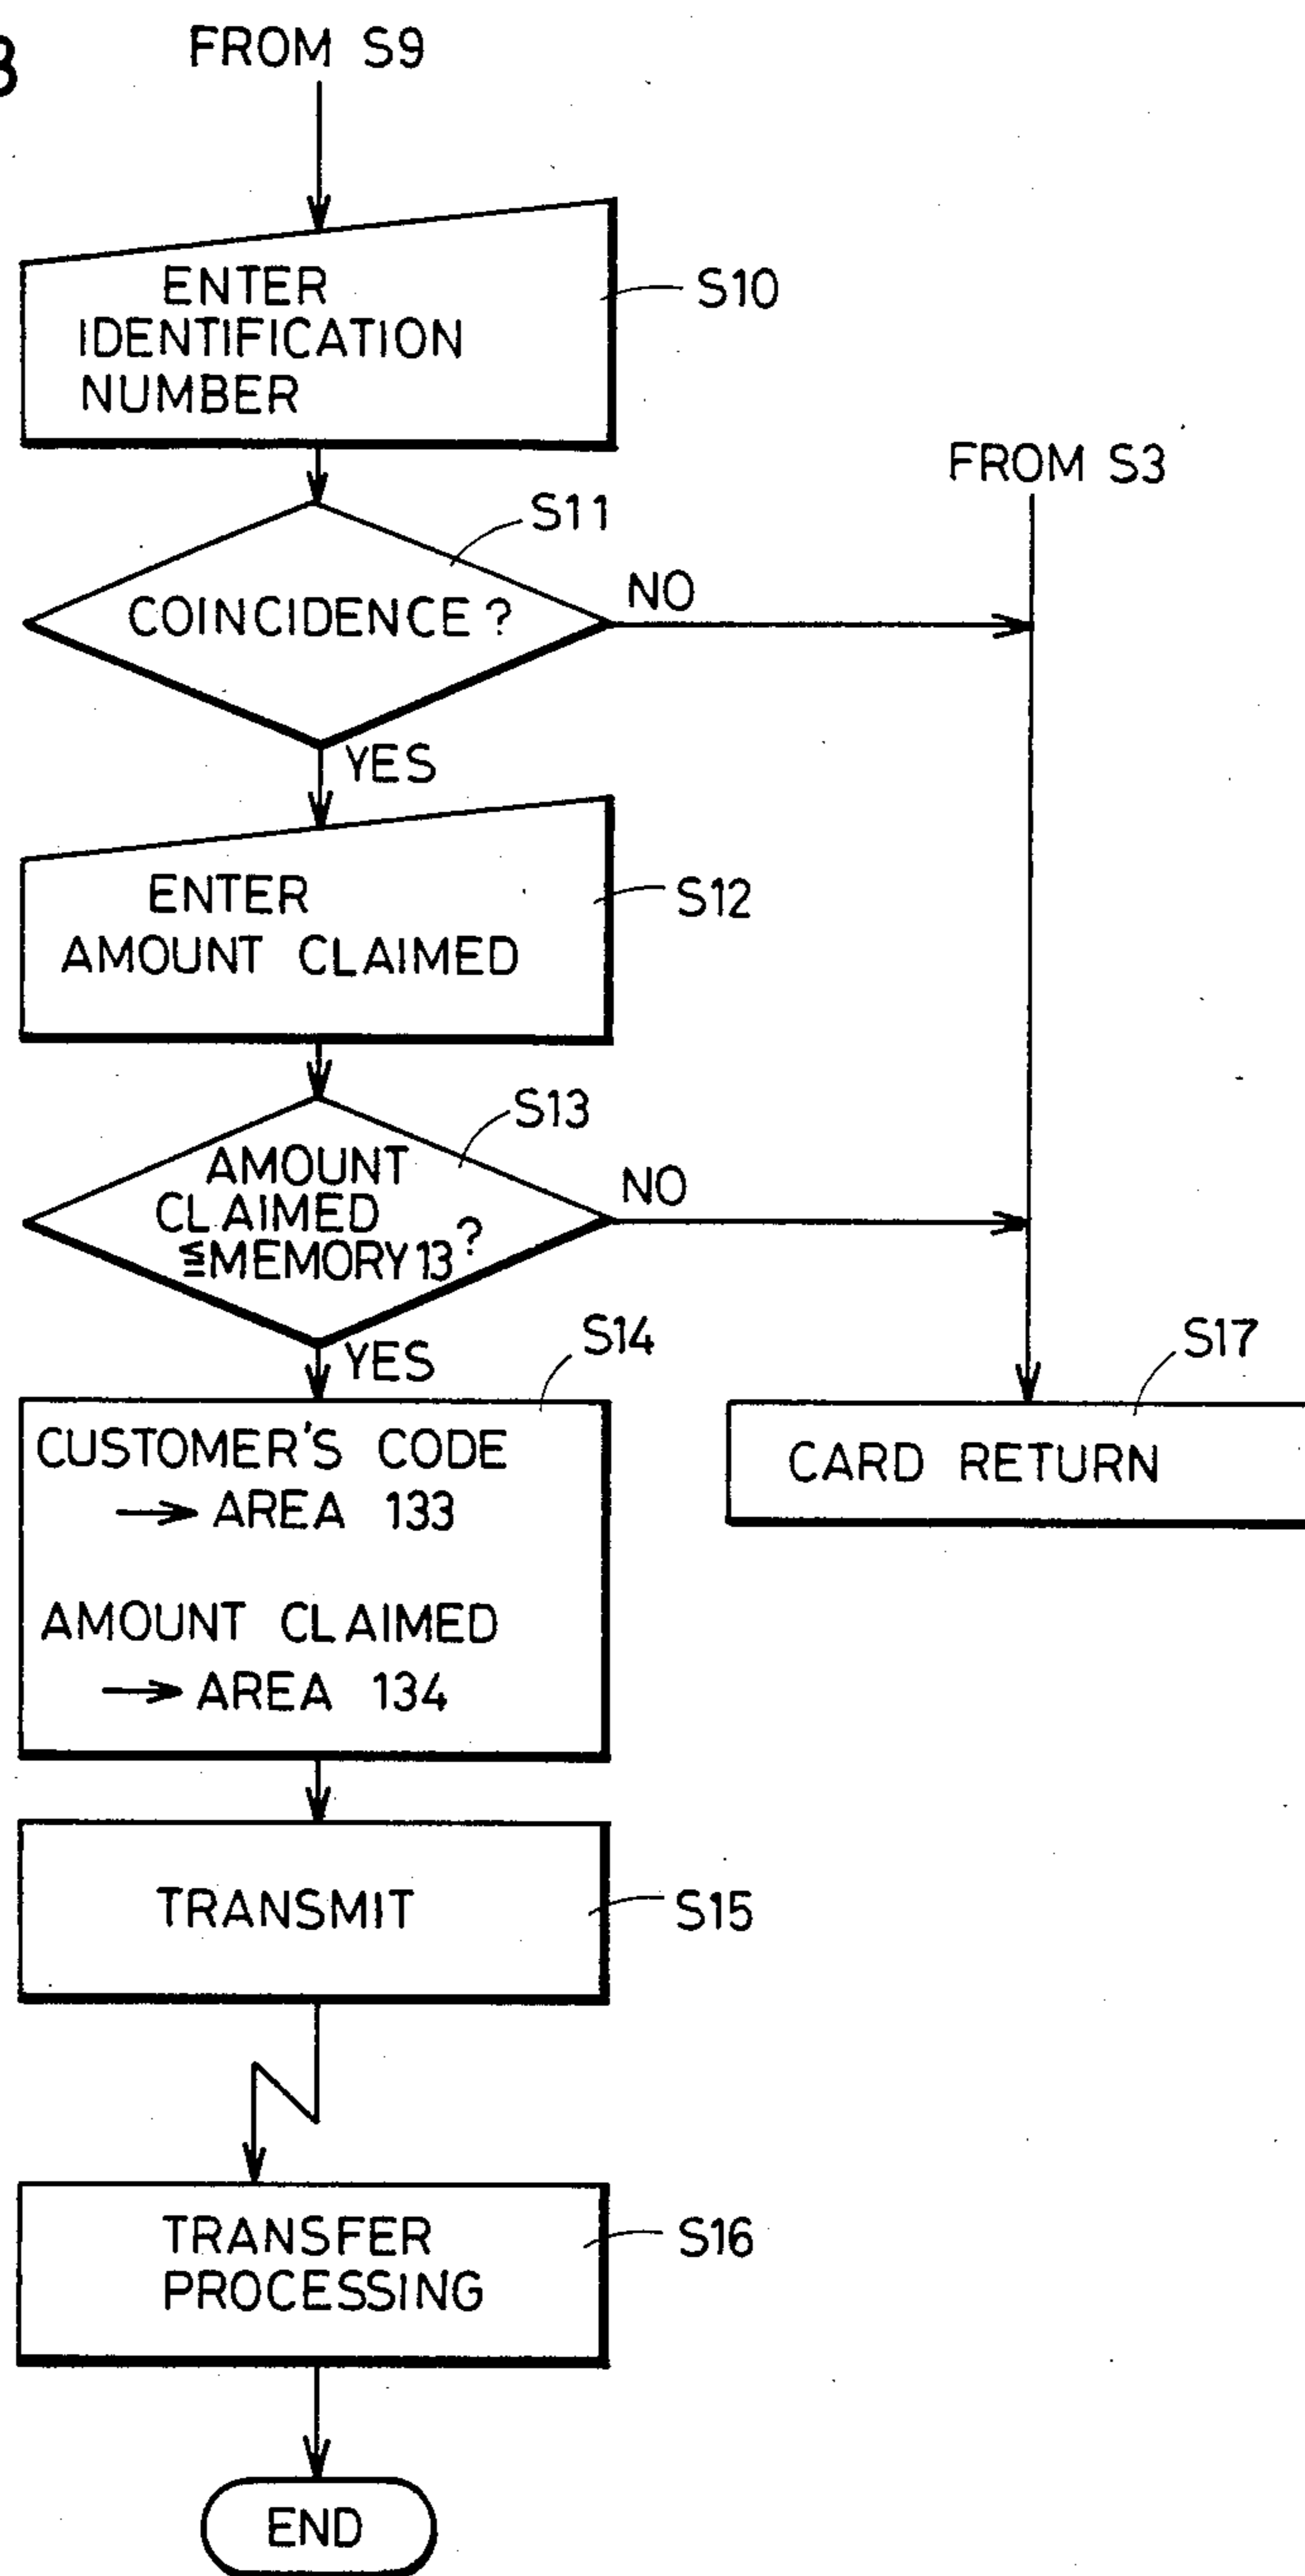 FROM S9
ENTER
IDENTIFICATION
NUMBER
S10
FROM S3
S11
COINCIDENCE?
NO
YES
ENTER
AMOUNT CLAIMED
S12
S13
AMOUNT
CLAIMED
≦MEMORY 13?
NO
YES
S14
CUSTOMER'S CODE
→ AREA 133
AMOUNT CLAIMED
→ AREA 134
S17
CARD RETURN
TRANSMIT
S15
TRANSFER
PROCESSING
S16
END